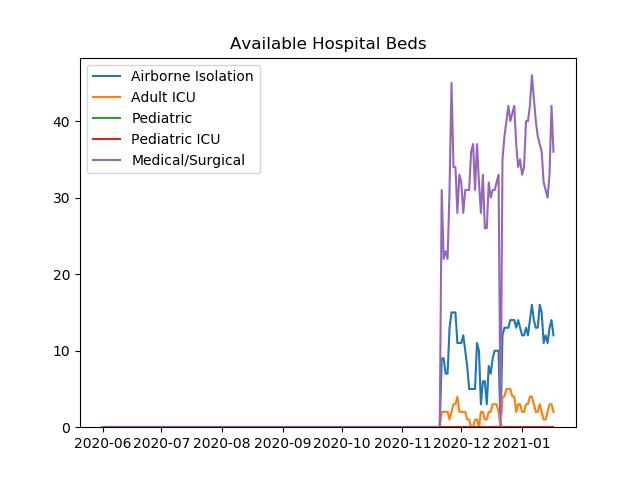 Available Hospital Beds
Airborne Isolation
Adult ICU
Pediatric
Pediatric ICU
Medical/Surgical
40
30
20
10
0
2020-06 2020-07 2020-08 2020-09 2020-10 2020-11 2020-12 2021-01